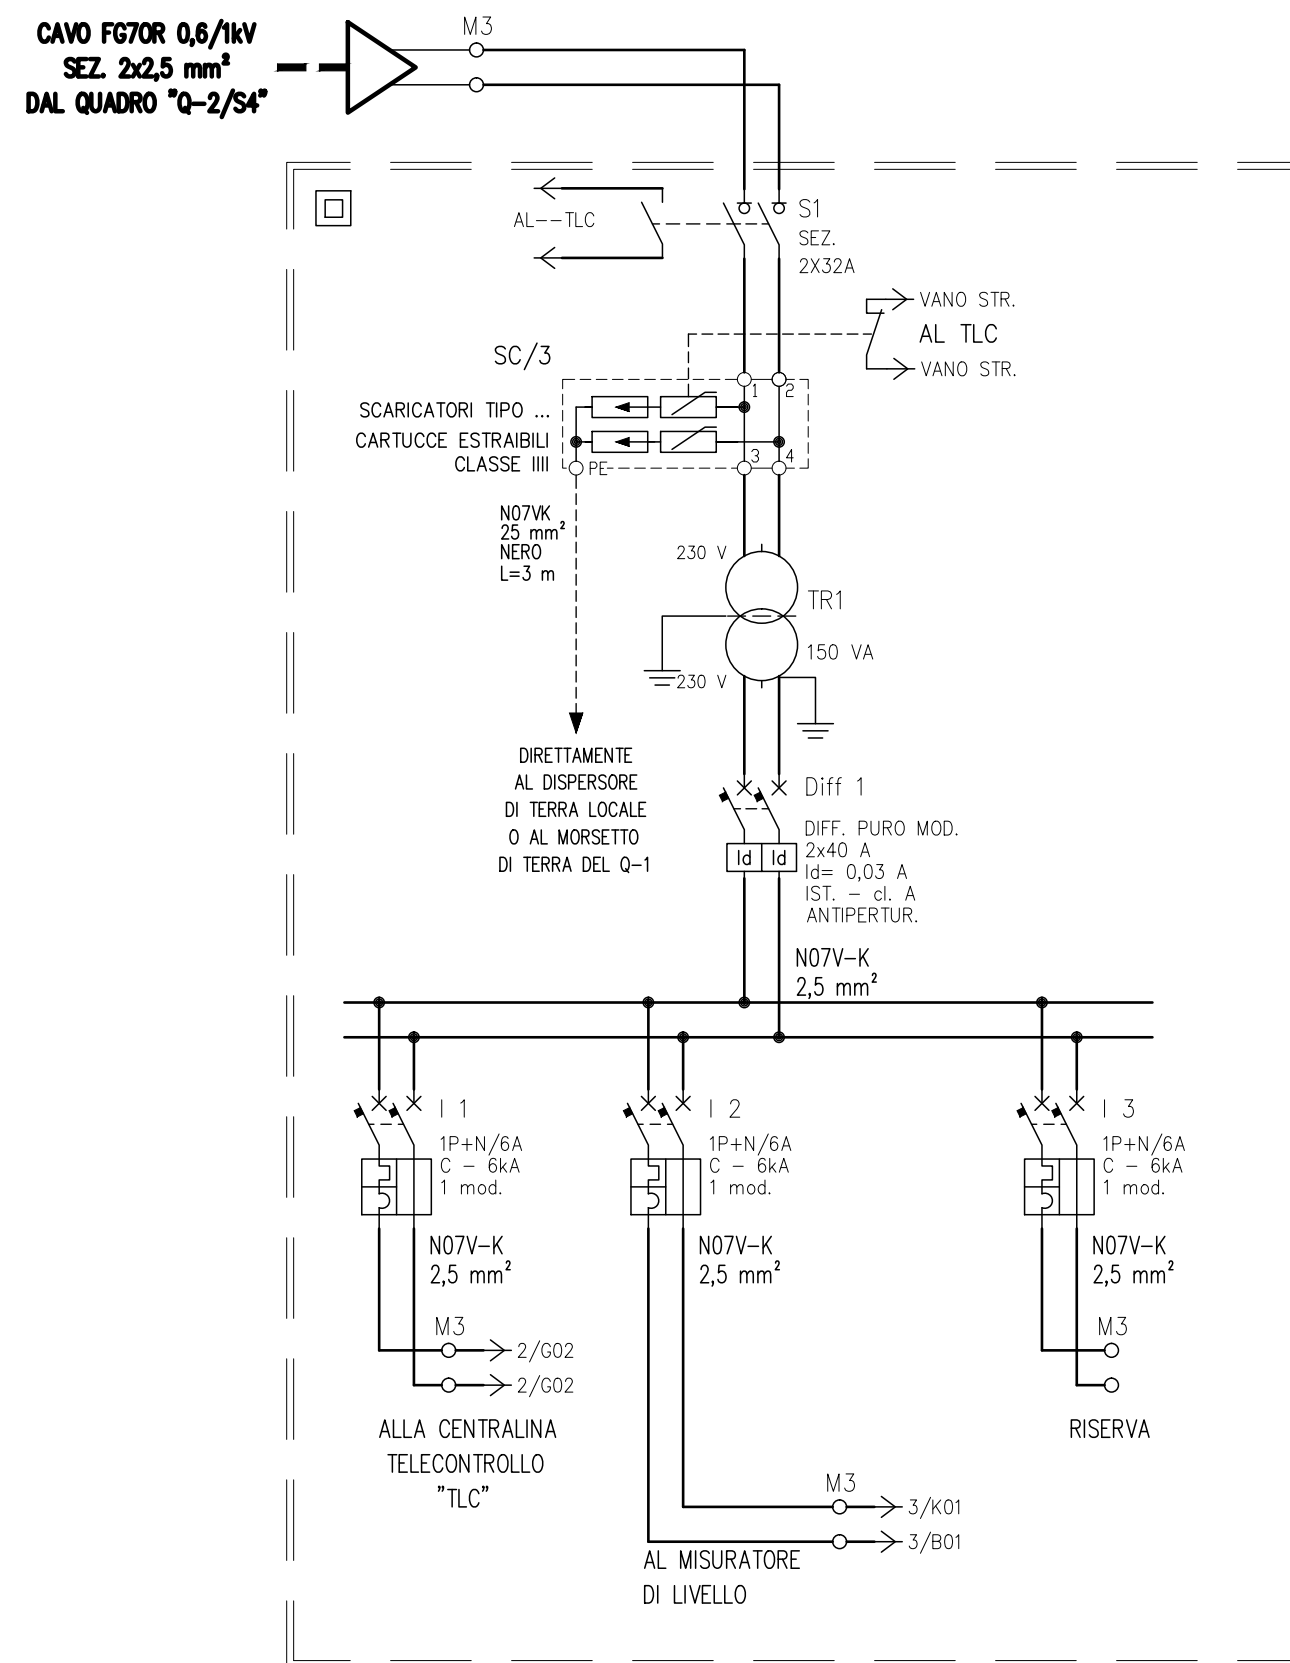 CAVO FG7OR 0,6/1kV
SEZ. 2x2,5 mm²
DAL QUADRO "Q-2/S4"
M3
AL--TLC
S1
SEZ.
2X32A
VANO STR.
AL TLC
VANO STR.
SC/3
1
2
SCARICATORI TIPO ...
CARTUCCE ESTRAIBILI
CLASSE IIII
PE
3
4
N07VK
25 mm²
NERO
L=3 m
230 V
TR1
150 VA
230 V
DIRETTAMENTE
AL DISPERSORE
DI TERRA LOCALE
O AL MORSETTO
DI TERRA DEL Q-1
Diff 1
DIFF. PURO MOD.
2x40 A
Id= 0,03 A
IST. - cl. A
ANTIPERTUR.
Id
Id
N07V-K
2,5 mm²
I 1
1P+N/6A
C - 6kA
1 mod.
I 2
1P+N/6A
C - 6kA
1 mod.
I 3
1P+N/6A
C - 6kA
1 mod.
N07V-K
2,5 mm²
N07V-K
2,5 mm²
N07V-K
2,5 mm²
M3
2/G02
2/G02
M3
ALLA CENTRALINA
TELECONTROLLO
"TLC"
RISERVA
M3
3/K01
3/B01
AL MISURATORE
DI LIVELLO